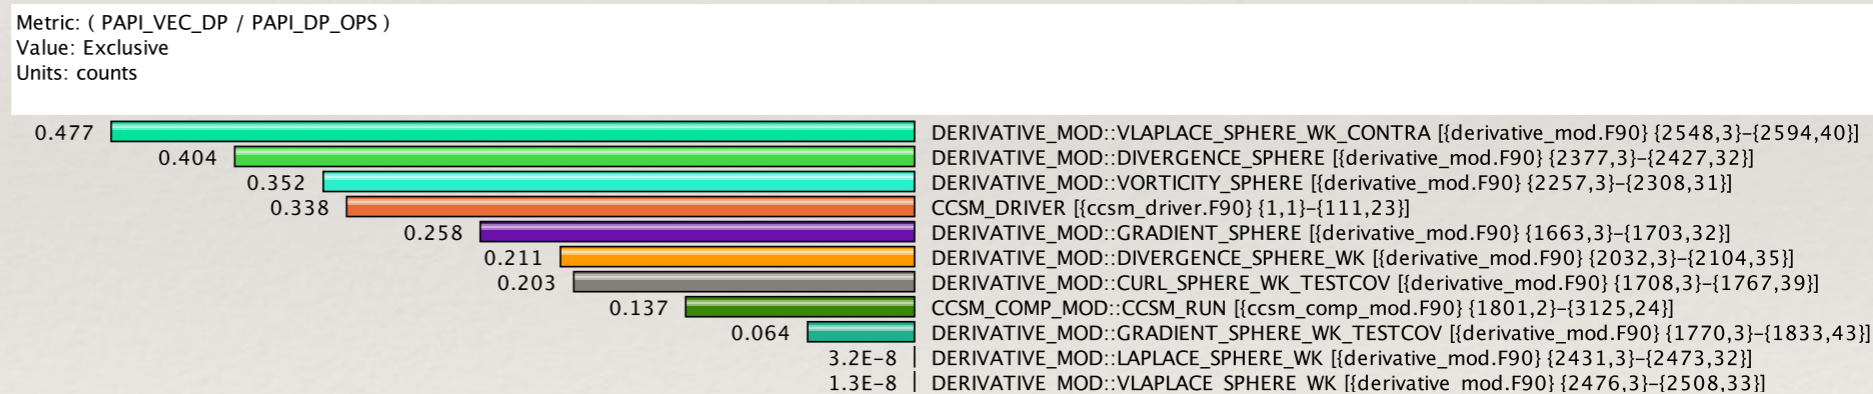 Metric: ( PAPI_VEC_DP / PAPI_DP_OPS )
Value: Exclusive
Units: counts
0.477 DERIVATIVE_MOD::VLAPLACE_SPHERE_WK_CONTRA [{derivative_mod.F90} {2548,3}-{2594,40}]
0.404 DERIVATIVE_MOD::DIVERGENCE_SPHERE [{derivative_mod.F90} {2377,3}-{2427,32}]
0.352 DERIVATIVE_MOD::VORTICITY_SPHERE [{derivative_mod.F90} {2257,3}-{2308,31}]
0.338 CCSM_DRIVER [{ccsm_driver.F90} {1,1}-{111,23}]
0.258 DERIVATIVE_MOD::GRADIENT_SPHERE [{derivative_mod.F90} {1663,3}-{1703,32}]
0.211 DERIVATIVE_MOD::DIVERGENCE_SPHERE_WK [{derivative_mod.F90} {2032,3}-{2104,35}]
0.203 DERIVATIVE_MOD::CURL_SPHERE_WK_TESTCOV [{derivative_mod.F90} {1708,3}-{1767,39}]
0.137 CCSM_COMP_MOD::CCSM_RUN [{ccsm_comp_mod.F90} {1801,2}-{3125,24}]
0.064 DERIVATIVE_MOD::GRADIENT_SPHERE_WK_TESTCOV [{derivative_mod.F90} {1770,3}-{1833,43}]
3.2E-8 DERIVATIVE_MOD::LAPLACE_SPHERE_WK [{derivative_mod.F90} {2431,3}-{2473,32}]
1.3E-8 DERIVATIVE_MOD::VLAPLACE_SPHERE_WK [{derivative_mod.F90} {2476,3}-{2508,33}]